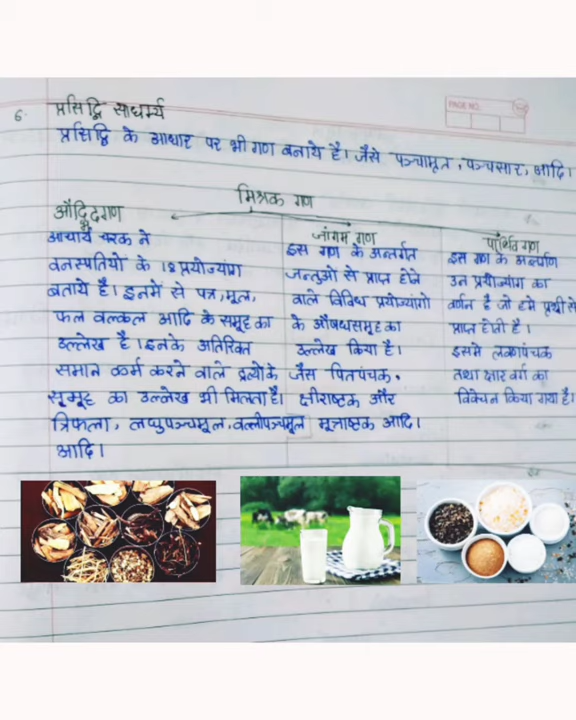 6. प्रसिद्धि साधर्म्य
PAGE NO.
प्रसिद्धि के आधार पर भी गण बनाये है। जैसे पञ्चामृत, पञ्चसार, आदि।
मिश्रक गण
औद्भिदगण
आचार्य चरक ने
वनस्पतियों के 18 प्रयोज्यांग
बताये है। इनमें से पत्र, मूल,
फल वल्कल आदि के समूह का
उल्लेख है। इनके अतिरिक्त
समान कर्म करने वाले द्रव्यो के
समूह का उल्लेख भी मिलता है।
त्रिफला, लघुपञ्चमूल, वल्लीपञ्चमूल
आदि।
जांगम गण
इस गण के अन्तर्गत
जन्तुओ से प्राप्त होने
वाले विविध प्रयोज्यांगो
के औषधसमूह का
उल्लेख किया है।
जैस पितपंचक,
क्षीराष्टक और
मूत्राष्टक आदि।
पार्थिव गण
इस गण के अन्तर्गण
उन प्रयोज्यांग का
वर्णन है जो हमे पृथ्वी से
प्राप्त होती है।
इसमे लवणपंचक
तथा क्षार वर्ग का
विवेचन किया गया है।